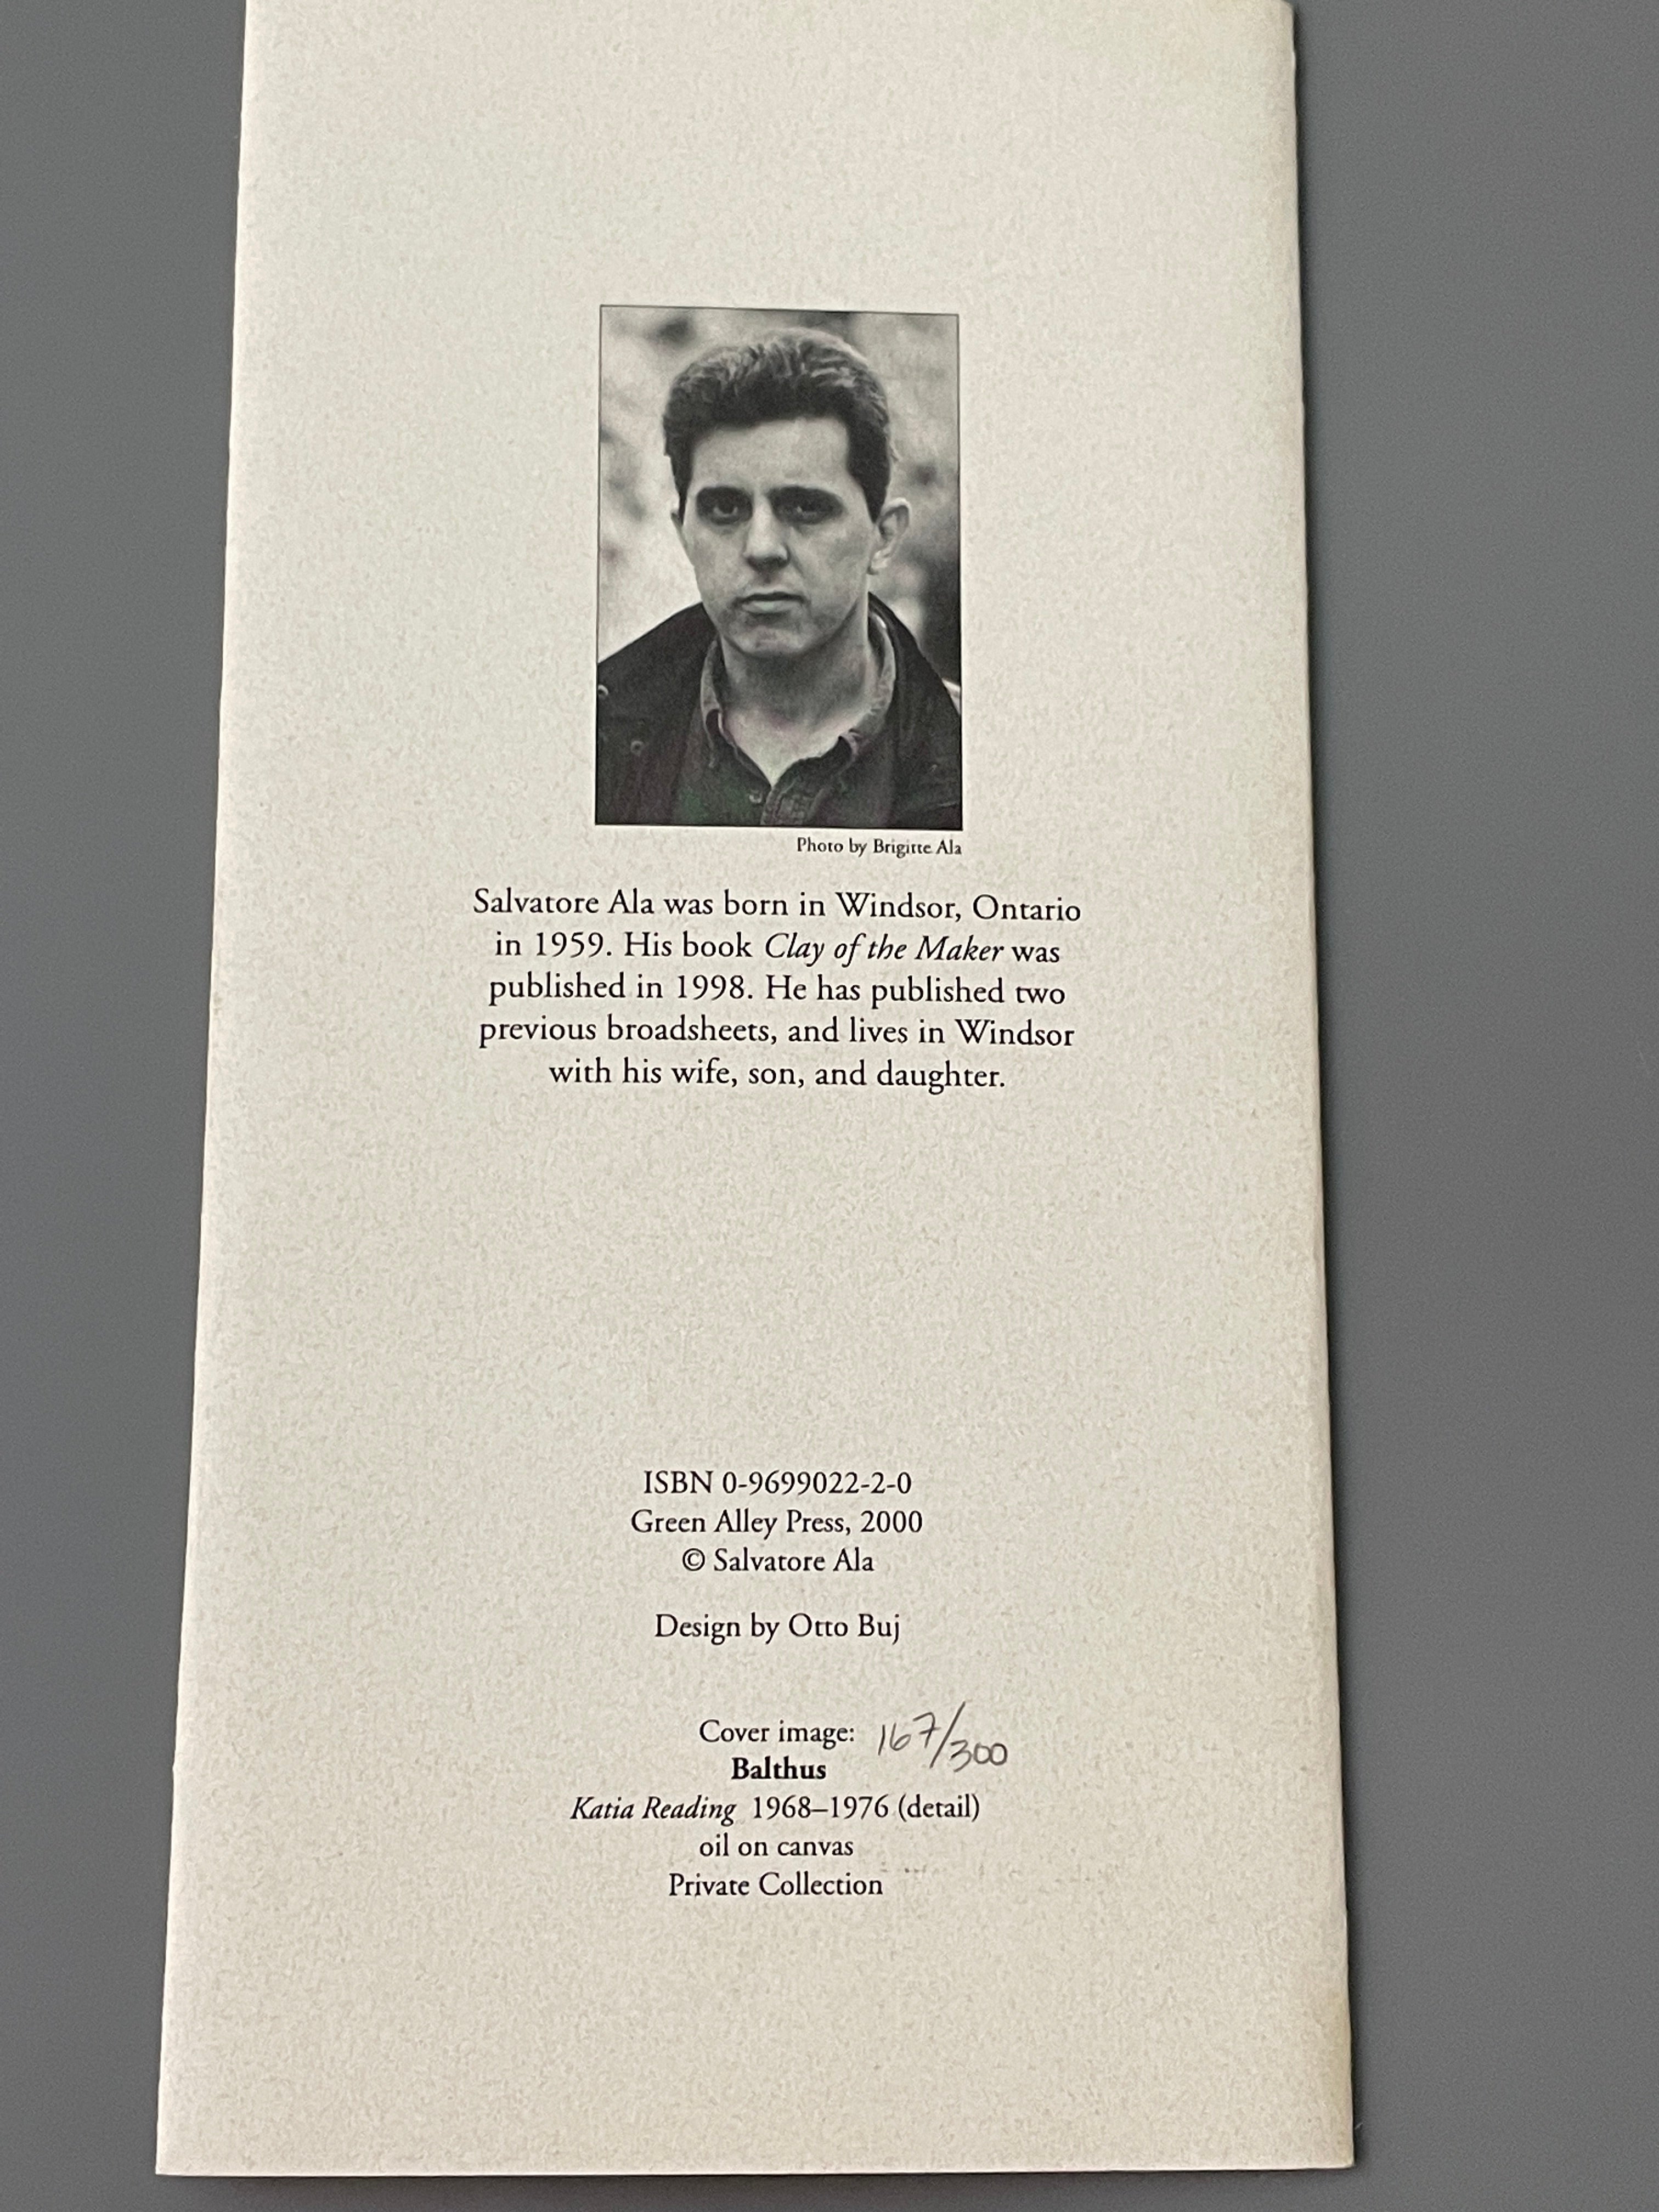 Photo by Brigitte Ala
Salvatore Ala was born in Windsor, Ontario
in 1959. His book Clay of the Maker was
published in 1998. He has published two
previous broadsheets, and lives in Windsor
with his wife, son, and daughter.
ISBN 0-9699022-2-0
Green Alley Press, 2000
© Salvatore Ala
Design by Otto Buj
Cover image: 167/300
Balthus
Katia Reading 1968–1976 (detail)
oil on canvas
Private Collection